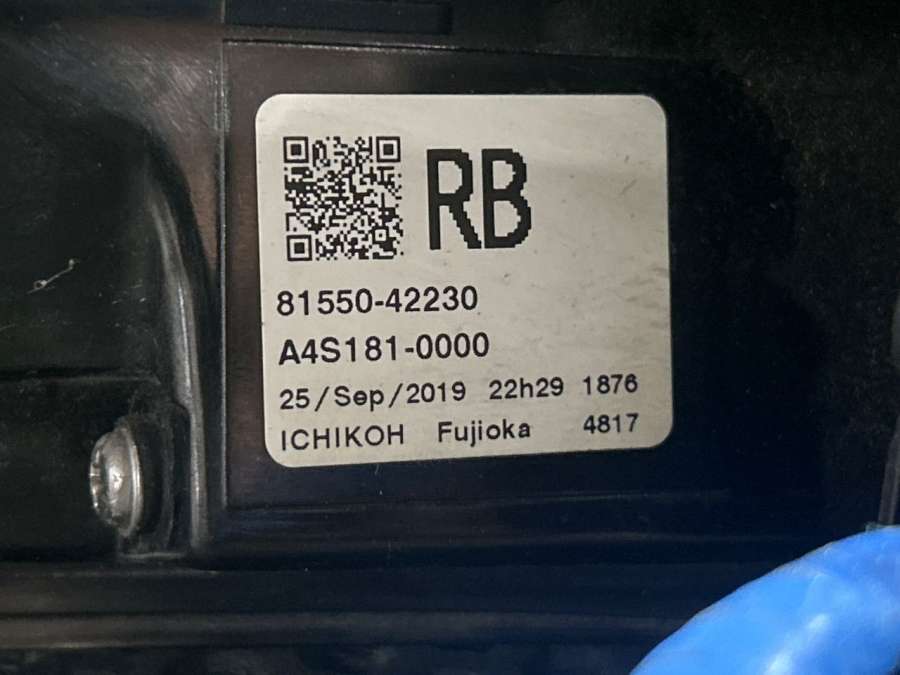 RB
81550-42230
A4S181-0000
25/Sep/2019 22h29 1876
ICHIKOH Fujioka 4817